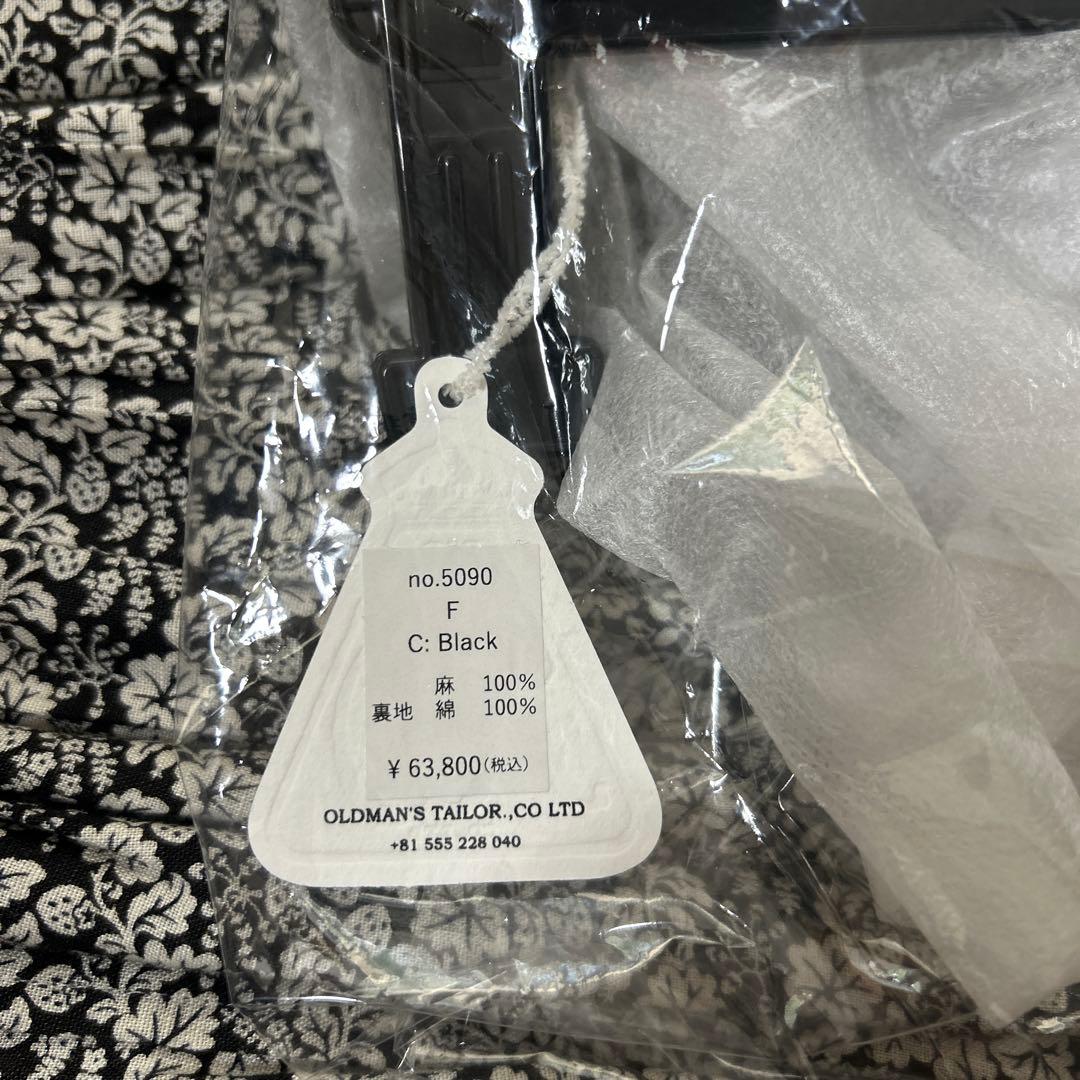 no.5090
F
C: Black
麻 100%
裏地 綿 100%
¥ 63,800(税込)
OLDMAN'S TAILOR.,CO LTD
+81 555 228 040